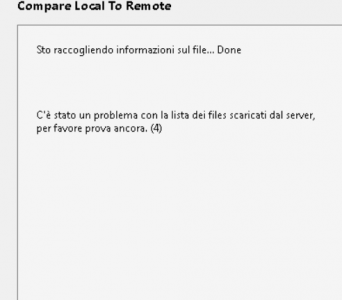 Compare Local To Remote
Sto raccogliendo informazioni sul file... Done
C'è stato un problema con la lista dei files scaricati dal server,
per favore prova ancora. (4)